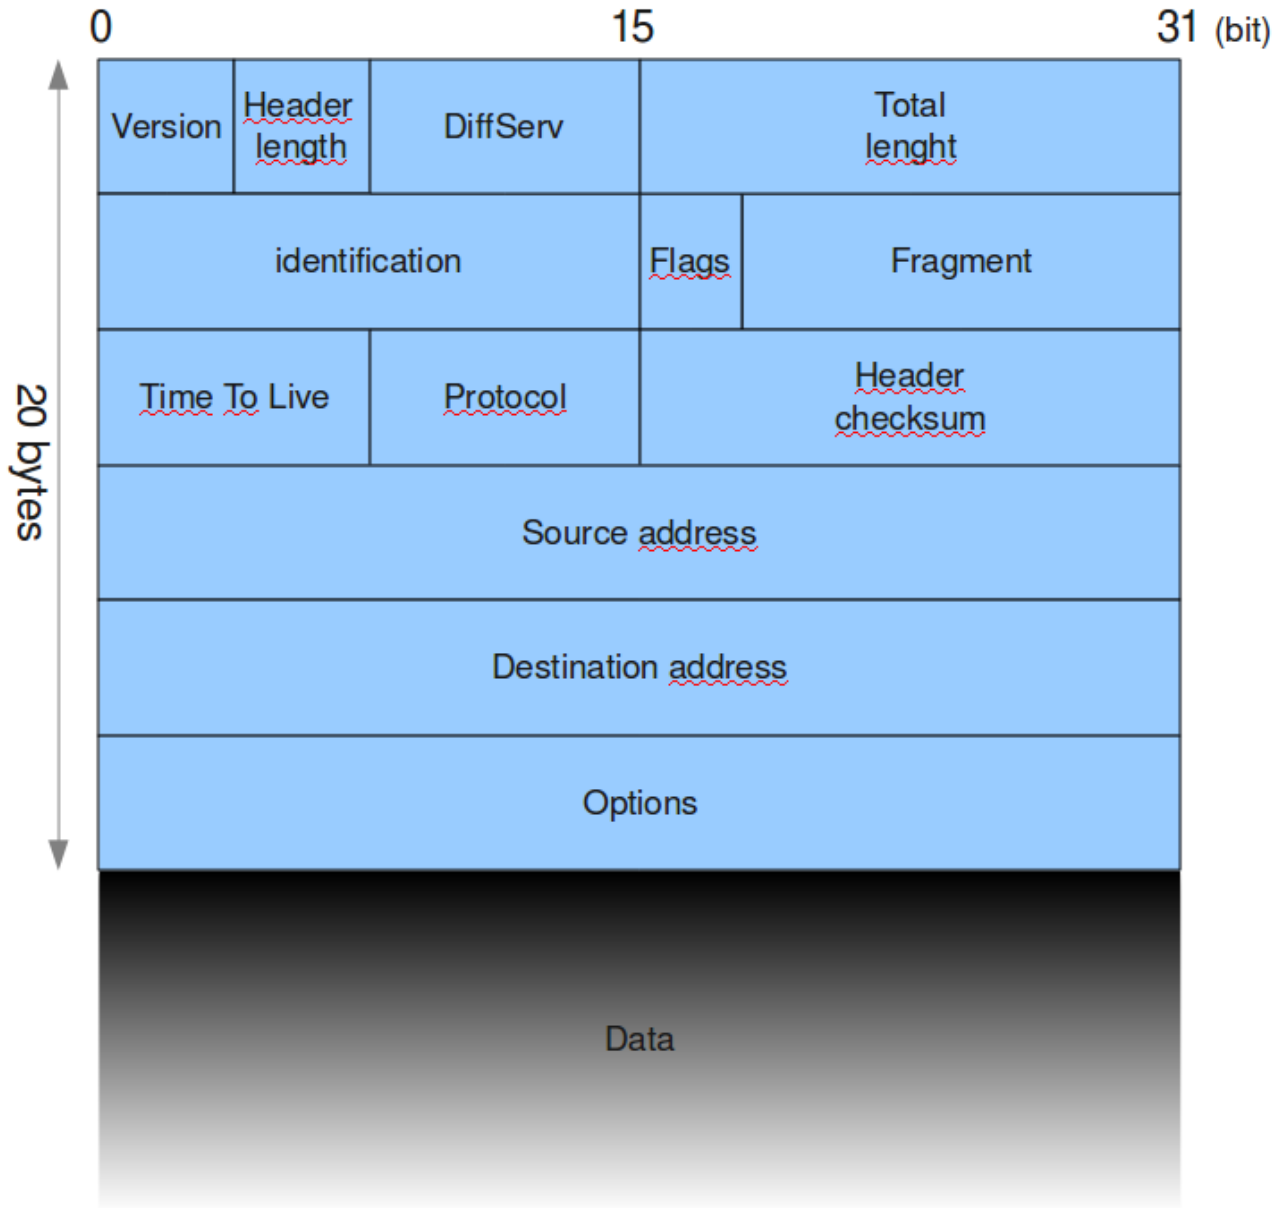 0 15 31 (bit)
Version
Header
length
DiffServ
Total
lenght
identification
Flags
Fragment
Time To Live
Protocol
Header
checksum
20 bytes
Source address
Destination address
Options
Data